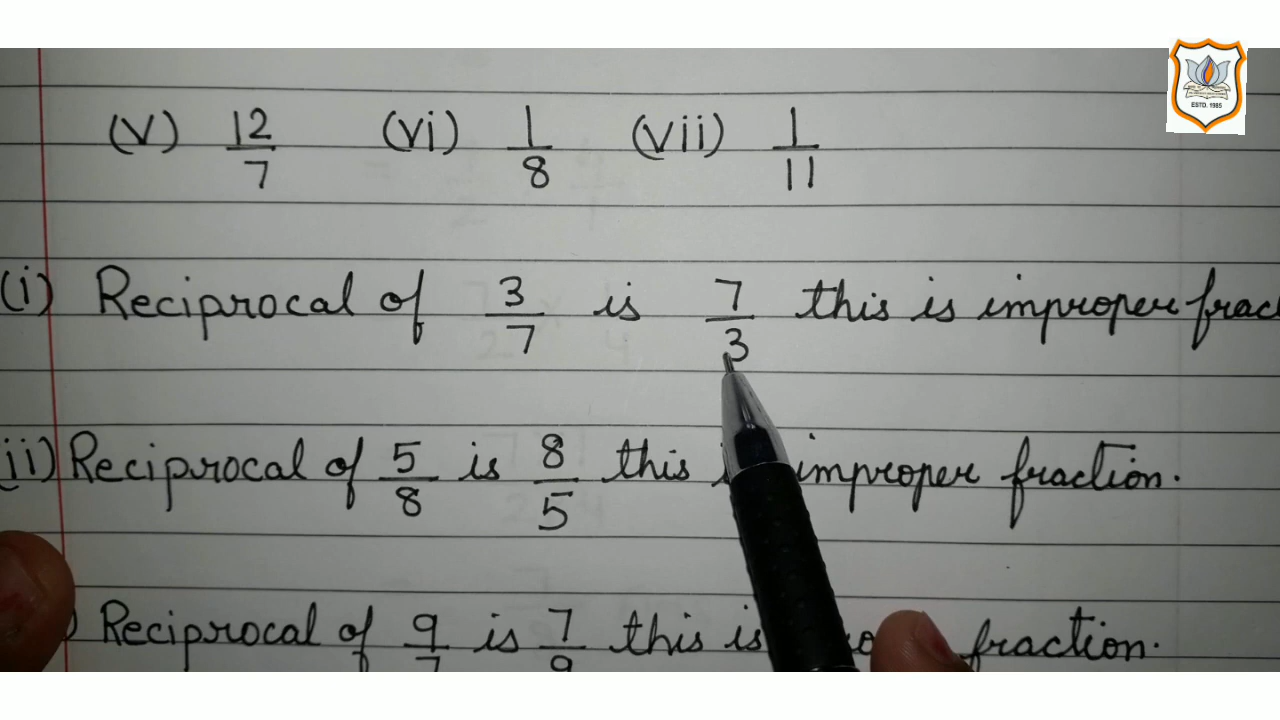 (v) 12/7 (vi) 1/8 (vii) 1/11
(i) Reciprocal of 3/7 is 7/3 this is improper frac
(ii) Reciprocal of 5/8 is 8/5 this improper fraction.
Reciprocal of 9/7 is 7/9 this is fraction.
ESTD. 1985